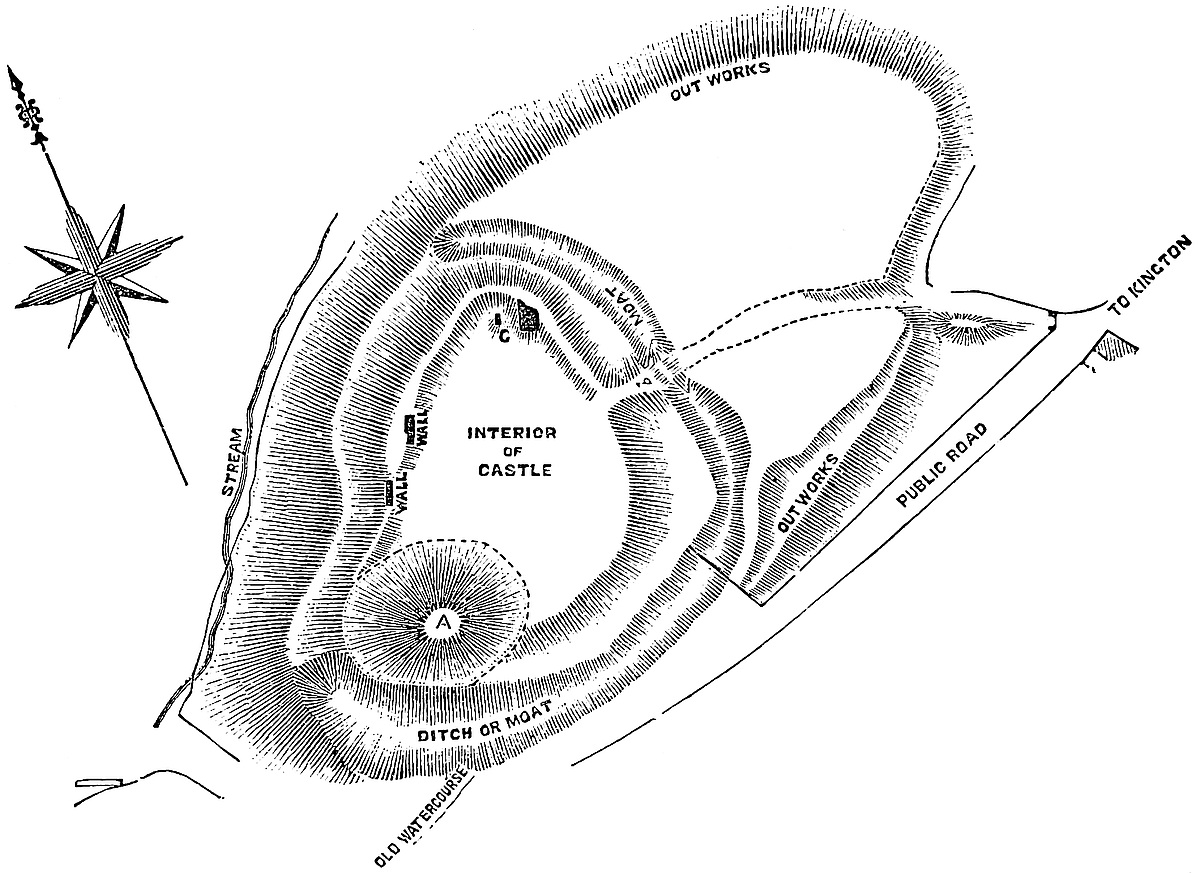 OUT WORKS
MOAT
TO KINGTON
C
WALL
INTERIOR
OF
CASTLE
STREAM
WALL
OUT WORKS
PUBLIC ROAD
A
DITCH OR MOAT
OLD WATERCOURSE